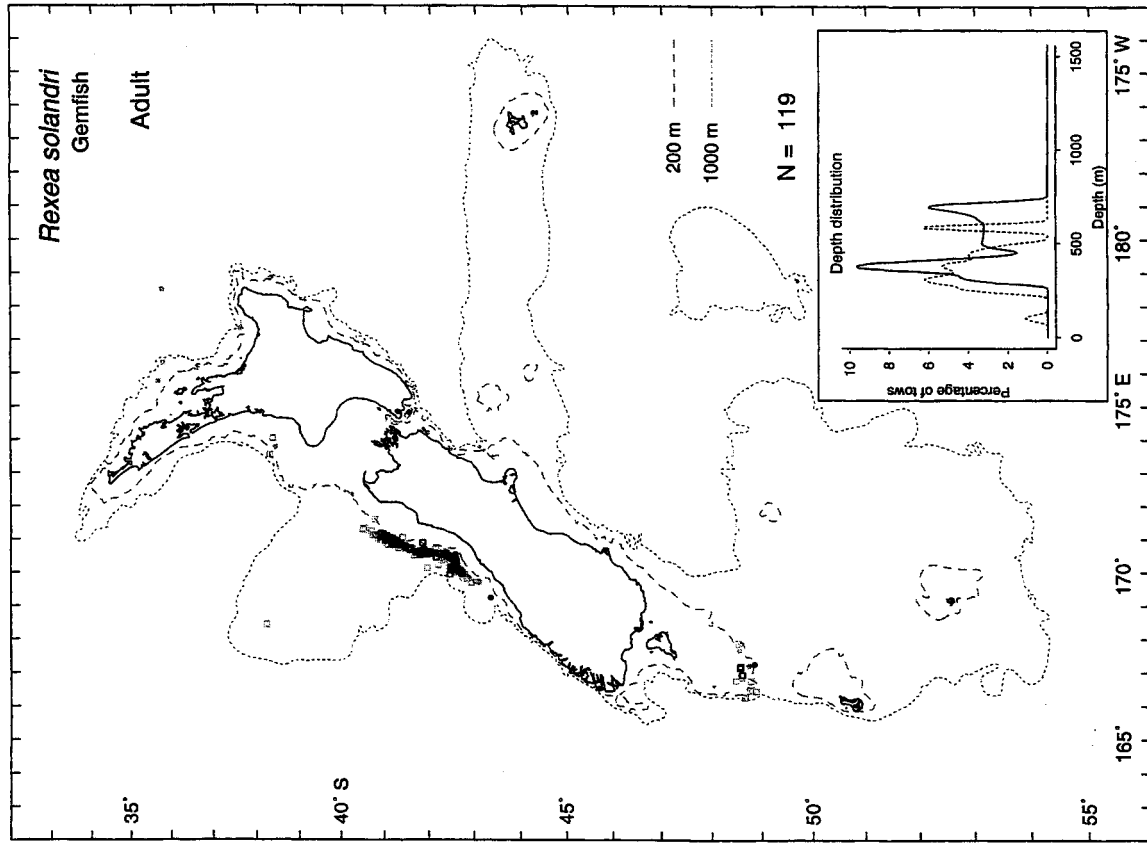 Rexea solandri
Gemfish
Adult
200 m
1000 m
N = 119
Depth distribution
Percentage of tows
10
8
6
4
2
0
0
500
1000
1500
Depth (m)
35°
40° S
45°
50°
55°
165°
170°
175° E
180°
175° W